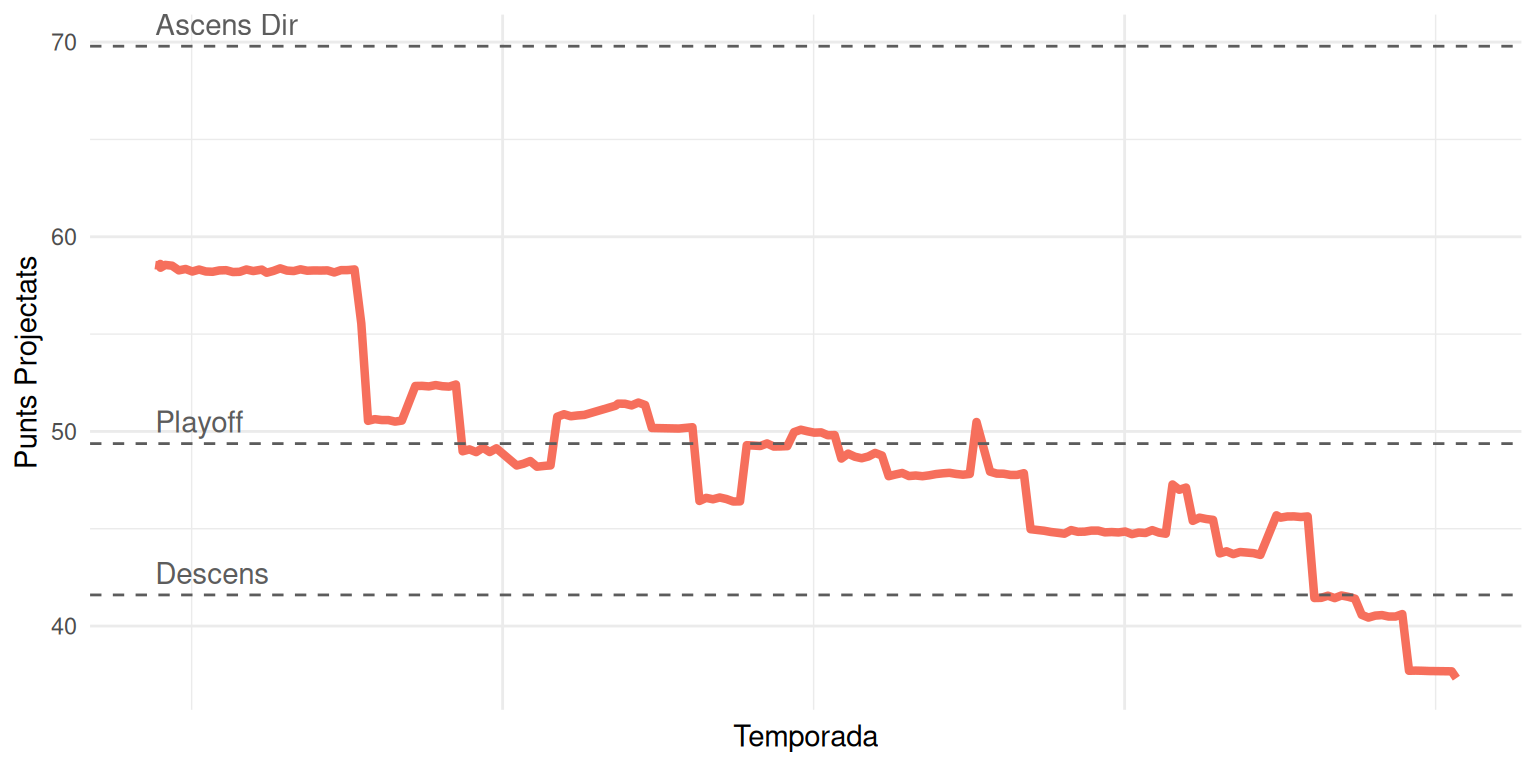 Ascens Dir
70
60
Punts Projectats
Playoff
50
Descens
40
Temporada